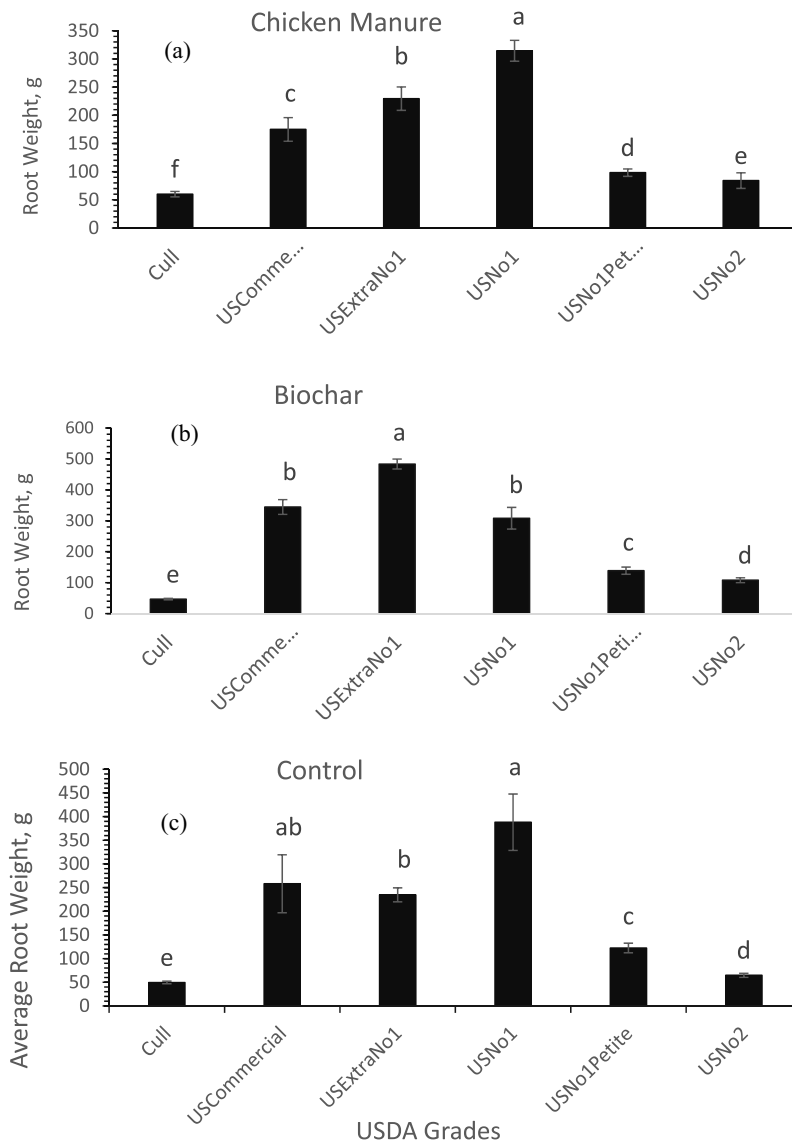 Chicken Manure
(a)
Root Weight, g
350
300
250
200
150
100
50
0
f
c
b
a
d
e
Cull
USComme...
USExtraNo1
USNo1
USNo1Pet...
USNo2
Biochar
(b)
Root Weight, g
600
500
400
300
200
100
0
e
b
a
b
c
d
Cull
USComme...
USExtraNo1
USNo1
USNo1Peti...
USNo2
Control
(c)
Average Root Weight, g
500
450
400
350
300
250
200
150
100
50
0
e
ab
b
a
c
d
Cull
USCommercial
USExtraNo1
USNo1
USNo1Petite
USNo2
USDA Grades